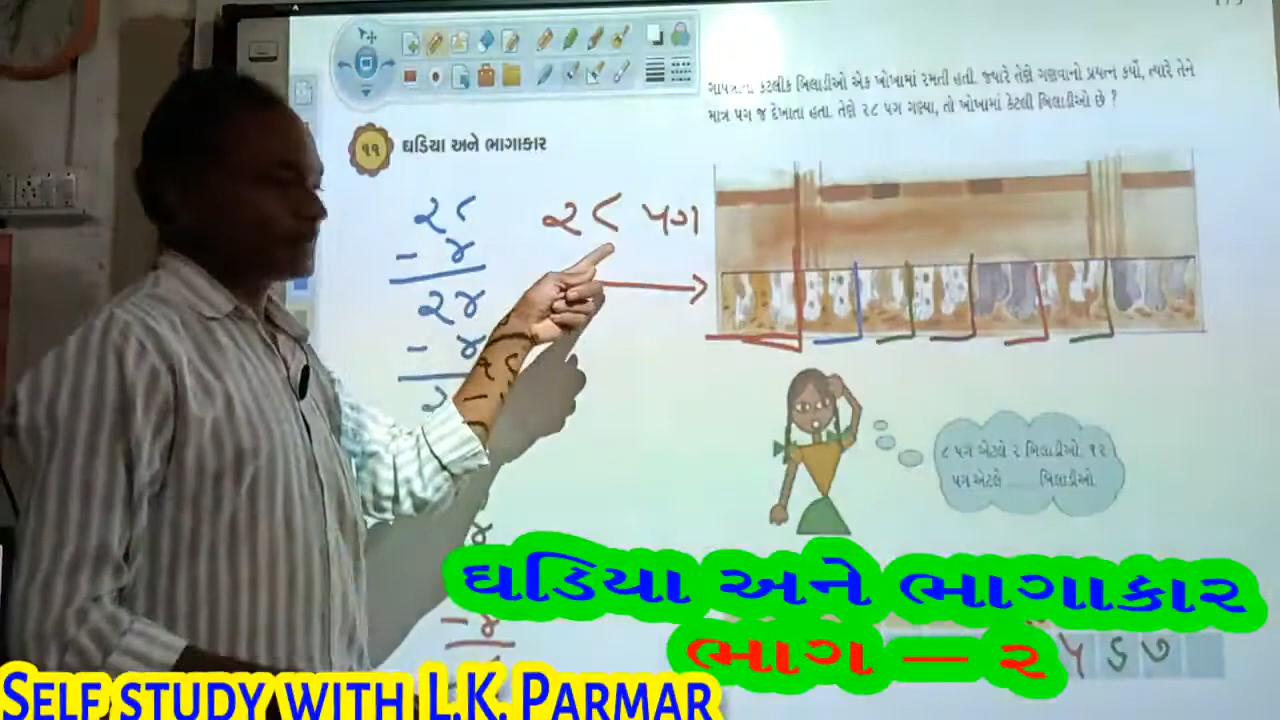 કેટલીક બિલાડીઓ એક ખોખામાં રમતી હતી. જ્યારે તેણે ગણવાનો પ્રયત્ન કર્યો, ત્યારે તેને
માત્ર પગ જ દેખાતા હતા. તેણે ૨૮ પગ ગણ્યા, તો ખોખામાં કેટલી બિલાડીઓ છે ?
૧૧ ઘડિયા અને ભાગાકાર
૨૮
- ૪
૨૪
- ૪
૨૮ પગ
૮ પગ એટલે ૨ બિલાડીઓ. ૧૨
પગ એટલે ...... બિલાડીઓ.
ઘડિયા અને ભાગાકાર
ભાગ – ૨
૫ ૬ ૭
SELF STUDY WITH L.K. PARMAR